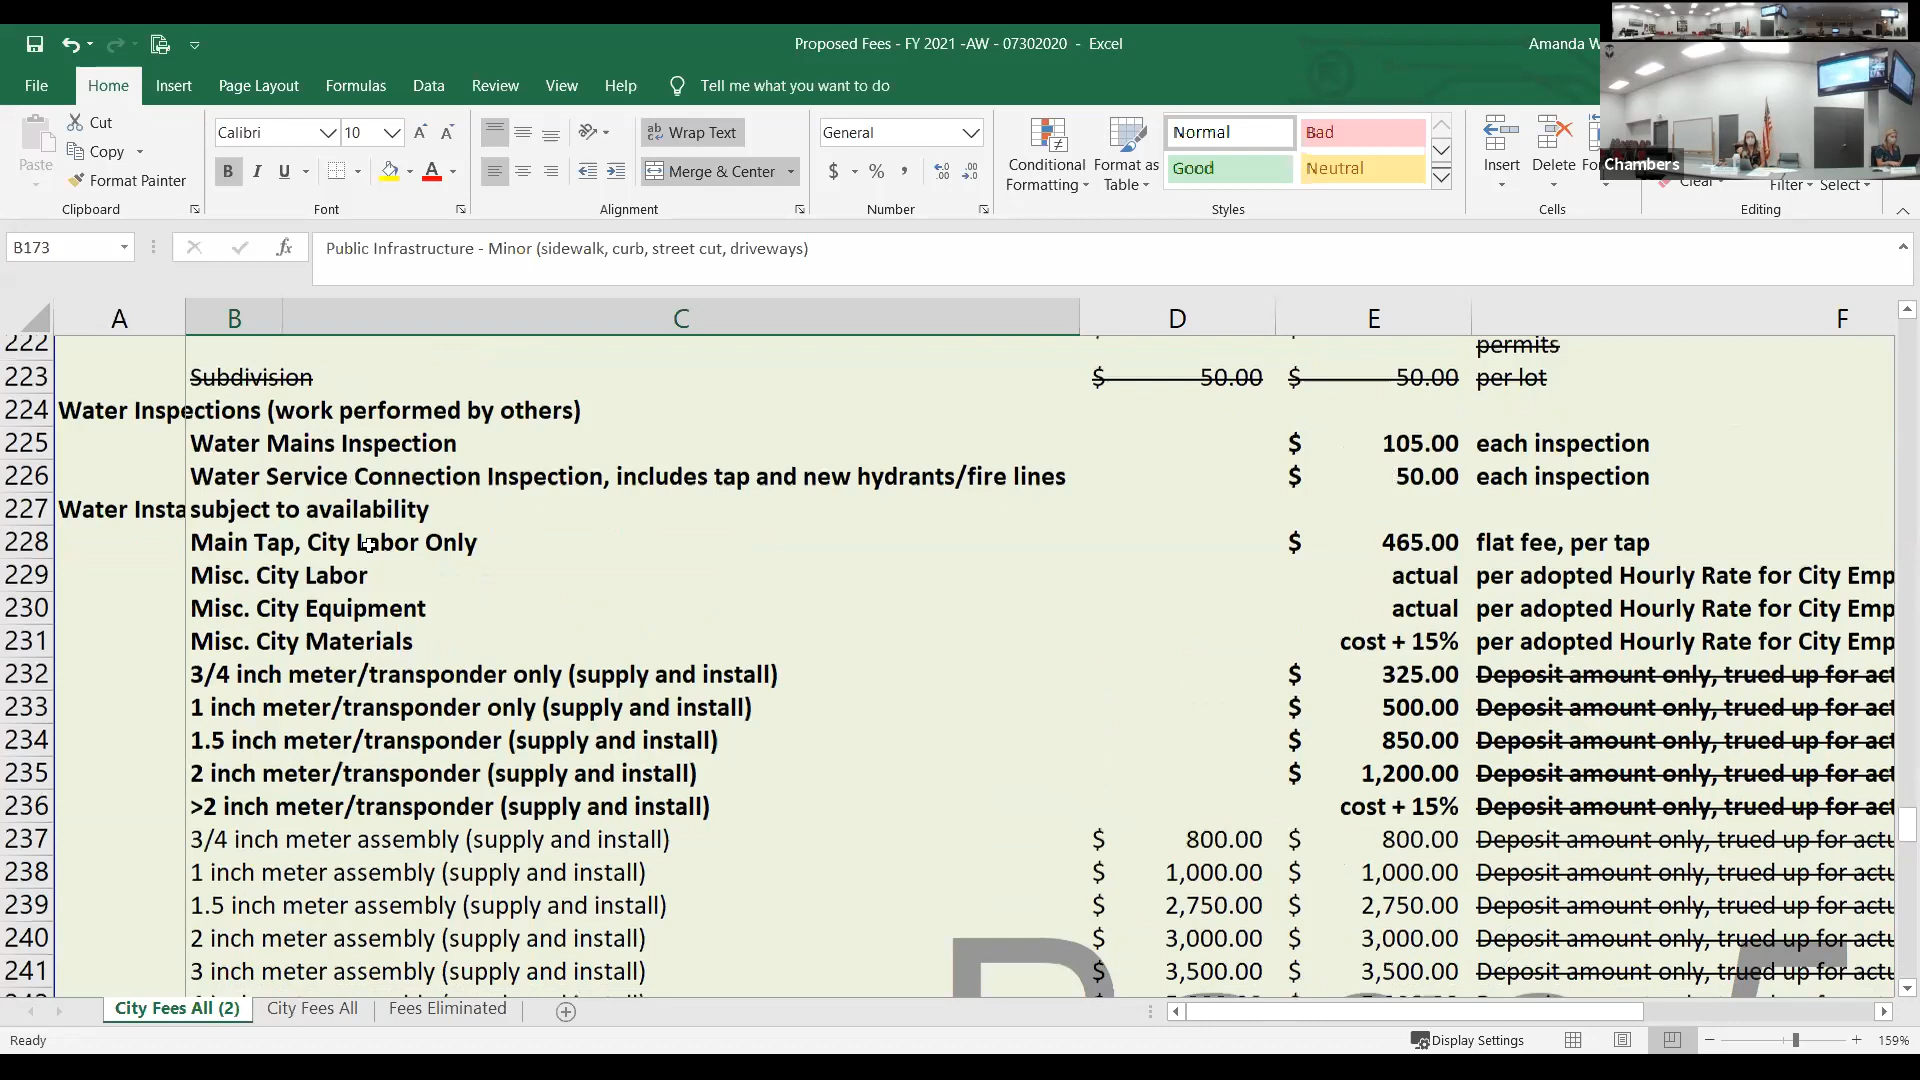 Proposed Fees - FY 2021 -AW - 07302020 - Excel
Amanda W
File Home Insert Page Layout Formulas Data Review View Help Tell me what you want to do
Paste
Cut
Copy
Format Painter
Clipboard
Calibri 10
B I U
Font
Wrap Text
Merge & Center
Alignment
General
$ % ,
Number
Conditional Formatting
Format as Table
Normal Bad
Good Neutral
Styles
Insert Delete
Cells
Clear
Filter Select
Editing
Chambers
B173 fx Public Infrastructure - Minor (sidewalk, curb, street cut, driveways)
A B C D E F
222 permits
223 Subdivision $ 50.00 $ 50.00 per lot
224 Water Inspections (work performed by others)
225 Water Mains Inspection $ 105.00 each inspection
226 Water Service Connection Inspection, includes tap and new hydrants/fire lines $ 50.00 each inspection
227 Water Insta subject to availability
228 Main Tap, City Labor Only $ 465.00 flat fee, per tap
229 Misc. City Labor actual per adopted Hourly Rate for City Emp
230 Misc. City Equipment actual per adopted Hourly Rate for City Emp
231 Misc. City Materials cost + 15% per adopted Hourly Rate for City Emp
232 3/4 inch meter/transponder only (supply and install) $ 325.00 Deposit amount only, trued up for act
233 1 inch meter/transponder only (supply and install) $ 500.00 Deposit amount only, trued up for act
234 1.5 inch meter/transponder (supply and install) $ 850.00 Deposit amount only, trued up for act
235 2 inch meter/transponder (supply and install) $ 1,200.00 Deposit amount only, trued up for act
236 >2 inch meter/transponder (supply and install) cost + 15% Deposit amount only, trued up for act
237 3/4 inch meter assembly (supply and install) $ 800.00 $ 800.00 Deposit amount only, trued up for actu
238 1 inch meter assembly (supply and install) $ 1,000.00 $ 1,000.00 Deposit amount only, trued up for actu
239 1.5 inch meter assembly (supply and install) $ 2,750.00 $ 2,750.00 Deposit amount only, trued up for actu
240 2 inch meter assembly (supply and install) $ 3,000.00 $ 3,000.00 Deposit amount only, trued up for actu
241 3 inch meter assembly (supply and install) $ 3,500.00 $ 3,500.00 Deposit amount only, trued up for actu
City Fees All (2) City Fees All Fees Eliminated
Ready
Display Settings
159%